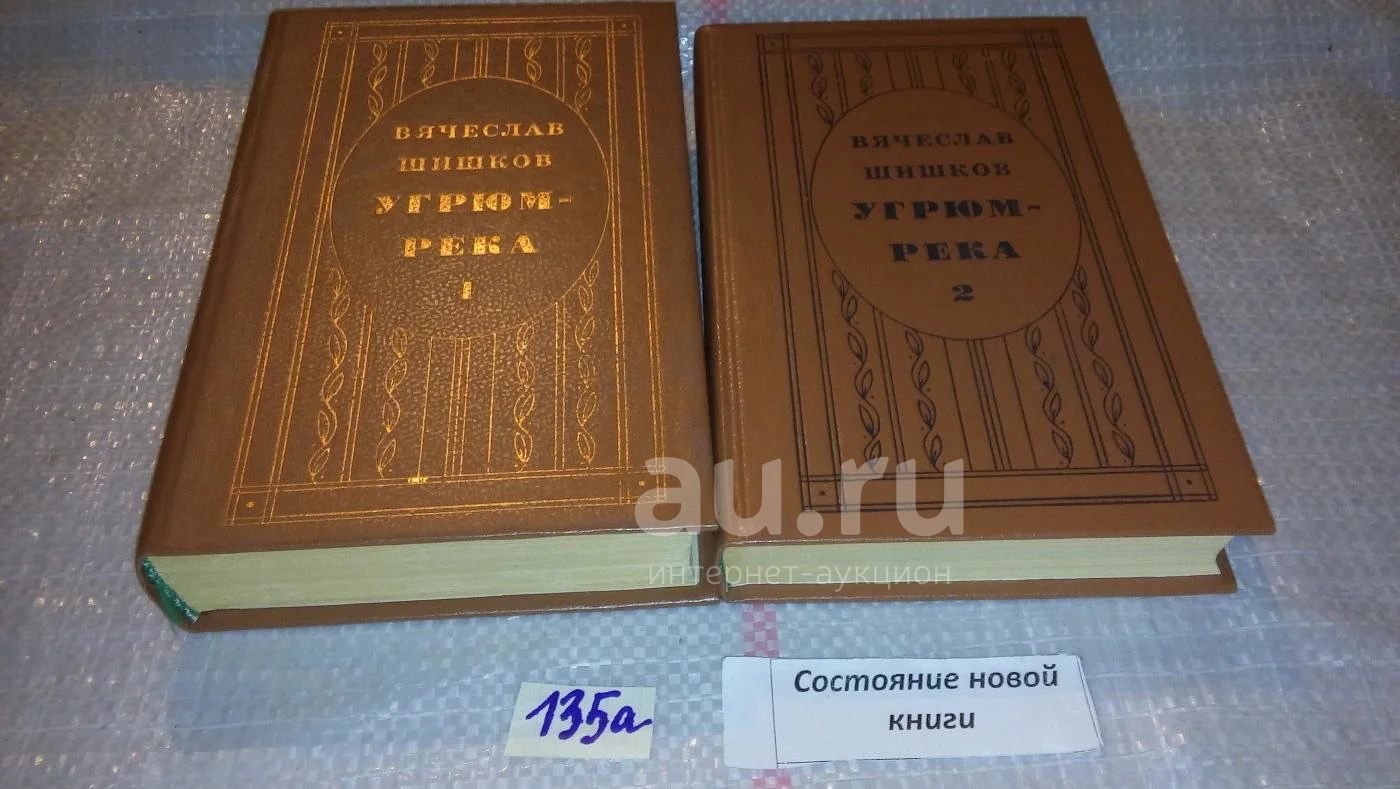 ВЯЧЕСЛАВ
ШИШКОВ
УГРЮМ-
РЕКА
1
ВЯЧЕСЛАВ
ШИШКОВ
УГРЮМ-
РЕКА
2
au.ru
интернет-аукцион
135а
Состояние новой
книги